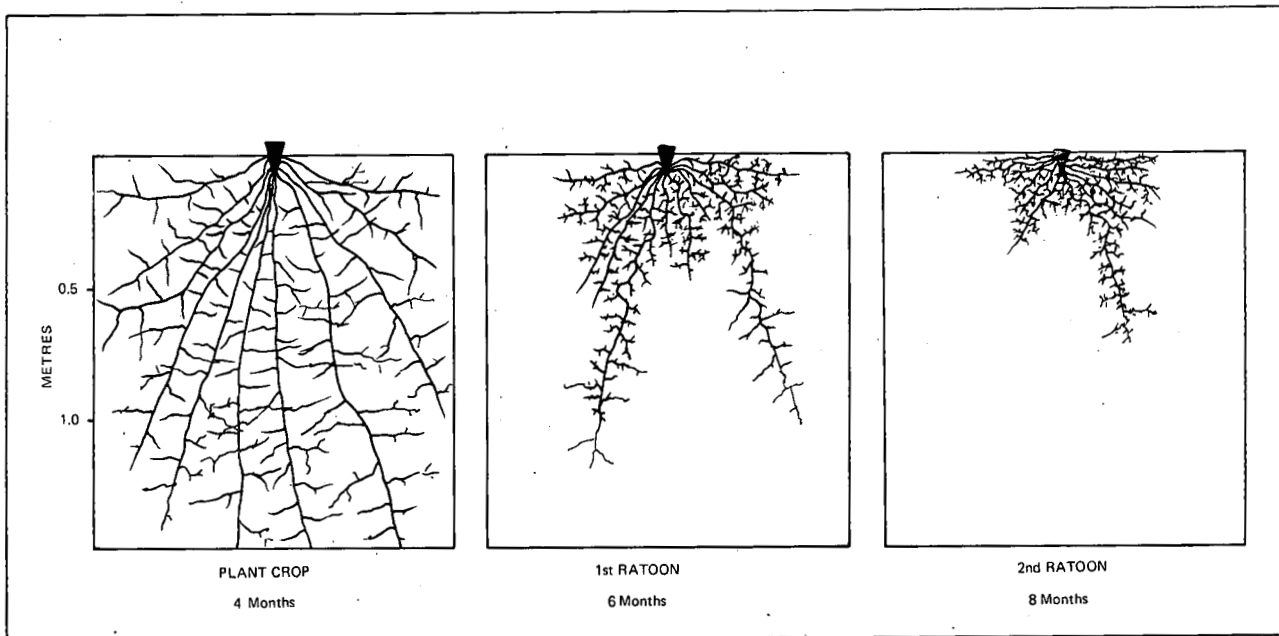 METRES
0.5
1.0
PLANT CROP
4 Months
1st RATOON
6 Months
2nd RATOON
8 Months